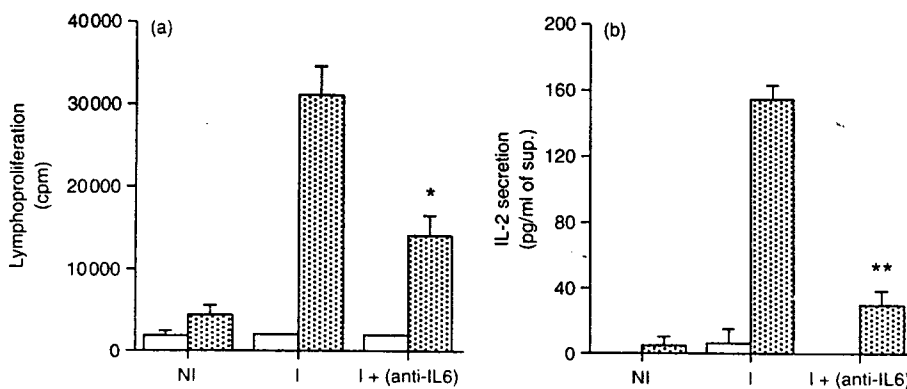 (a)
40000
30000
20000
10000
0
Lymphoproliferation
(cpm)
*
NI
I
I + (anti-IL6)
(b)
200
160
120
80
40
0
IL-2 secretion
(pg/ml of sup.)
**
NI
I
I + (anti-IL6)